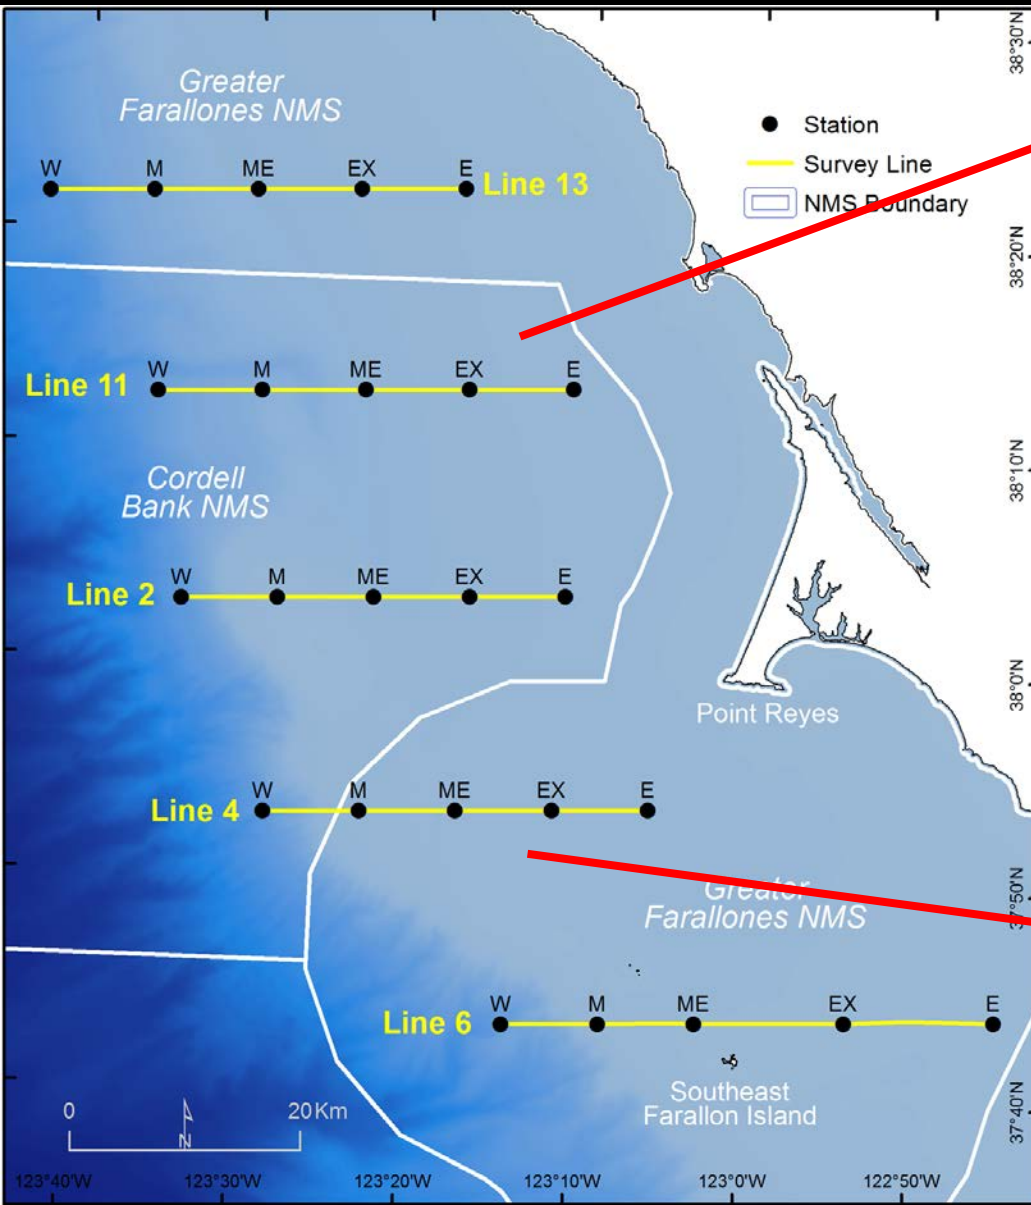 Greater
Farallones NMS
Station
Survey Line
NMS Boundary
W M ME EX E Line 13
Line 11 W M ME EX E
Cordell
Bank NMS
Line 2 W M ME EX E
Point Reyes
Line 4 W M ME EX E
Greater
Farallones NMS
Line 6 W M ME EX E
Southeast
Farallon Island
0 20 Km
N
123°40'W 123°30'W 123°20'W 123°10'W 123°0'W 122°50'W
38°30'N
38°20'N
38°10'N
38°0'N
37°50'N
37°40'N